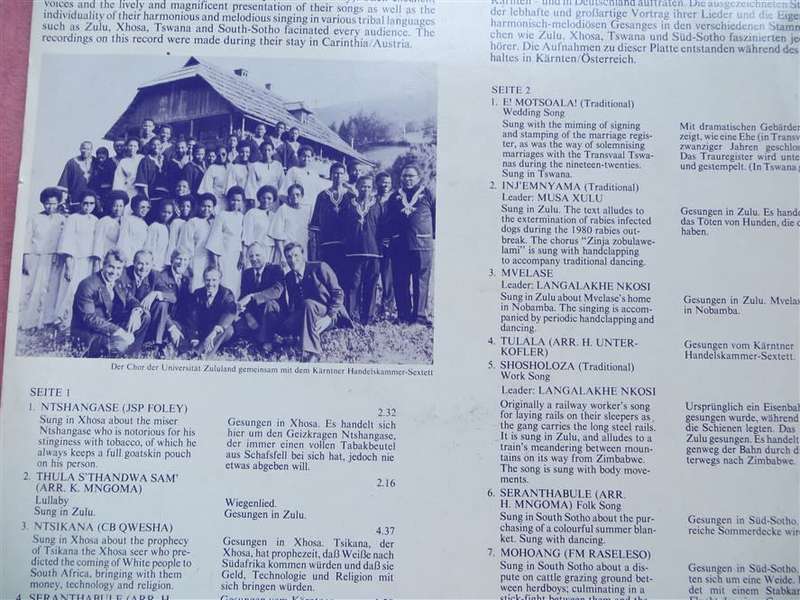 voices and the lively and magnificent presentation of their songs as well as the
individuality of their harmonious and melodious singing in various tribal languages
such as Zulu, Xhosa, Tswana and South-Sotho facinated every audience. The
recordings on this record were made during their stay in Carinthia/Austria.
Kärnten- und in Deutschland auftraten. Die ausgezeichneten
der lebhafte und großartige Vortrag ihrer Lieder und die
harmonisch-melodiösen Gesanges in den verschiedenen
chen wie Zulu, Xhosa, Tswana und Süd-Sotho faszinierten
hörer. Die Aufnahmen zu dieser Platte entstanden während des
haltes in Kärnten/Österreich.
Der Chor der Universität Zululand gemeinsam mit dem Kärntner Handelskammer-Sextett
SEITE 1
1. NTSHANGASE (JSP FOLEY) 2.32
Sung in Xhosa about the miser
Ntshangase who is notorious for his
stinginess with tobacco, of which he
always keeps a full goatskin pouch
on his person.
Gesungen in Xhosa. Es handelt sich
hier um den Geizkragen Ntshangase,
der immer einen vollen Tabakbeutel
aus Schafsfell bei sich hat, jedoch nie
etwas abgeben will.
2. THULA S'THANDWA SAM' 2.16
(ARR. K. MNGOMA)
Lullaby
Sung in Zulu.
Wiegenlied.
Gesungen in Zulu.
3. NTSIKANA (CB QWESHA) 4.37
Sung in Xhosa about the prophecy
of Tsikana the Xhosa seer who pre-
dicted the coming of White people to
South Africa, bringing with them
money, technology and religion.
Gesungen in Xhosa. Tsikana, der
Xhosa, hat prophezeit, daß Weiße nach
Südafrika kommen würden und daß sie
Geld, Technologie und Religion mit
sich bringen würden.
4. SERANTHABULE (ARR. H.
Gesungen vom Kärntner
SEITE 2
1. E! MOTSOALA! (Traditional)
Wedding Song
Sung with the miming of signing
and stamping of the marriage regis-
ter, as was the way of solemnising
marriages with the Transvaal Tswa-
nas during the nineteen-twenties.
Sung in Tswana.
Mit dramatischen Gebärden
zeigt, wie eine Ehe (in Transv
zwanziger Jahren geschlo
Das Trauregister wird unte
und gestempelt. (In Tswana
2. INJ'EMNYAMA (Traditional)
Leader: MUSA XULU
Sung in Zulu. The text alludes to
the extermination of rabies infected
dogs during the 1980 rabies out-
break. The chorus "Zinja zobulawe-
lami" is sung with handclapping
to accompany traditional dancing.
Gesungen in Zulu. Es hande
das Töten von Hunden, die
haben.
3. MVELASE
Leader: LANGALAKHE NKOSI
Sung in Zulu about Mvelase's home
in Nobamba. The singing is accom-
panied by periodic handclapping and
dancing.
Gesungen in Zulu. Mvelas
in Nobamba.
4. TULALA (ARR. H. UNTER-
KOFLER)
Gesungen vom Kärntner
Handelskammer-Sextett.
5. SHOSHOLOZA (Traditional)
Work Song
Leader: LANGALAKHE NKOSI
Originally a railway worker's song
for laying rails on their sleepers as
the gang carries the long steel rails.
It is sung in Zulu, and alludes to a
train's meandering between moun-
tains on its way from Zimbabwe.
The song is sung with body move-
ments.
Ursprünglich ein Eisenba
gesungen wurde, während
die Schienen legten. Das
Zulu gesungen. Es handelt
genweg der Bahn durch di
terwegs nach Zimbabwe.
6. SERANTHABULE (ARR.
H. MNGOMA) Folk Song
Sung in South Sotho about the pur-
chasing of a colourful summer blan-
ket. Sung with dancing.
Gesungen in Süd-Sotho.
reiche Sommerdecke wir
7. MOHOANG (FM RASELESO)
Sung in South Sotho about a dis-
pute on cattle grazing ground bet-
ween herdboys; culminating in a
stick-fight between them and the
Gesungen in Süd-Sotho.
ten sich um eine Weide.
det mit einem Stabkam